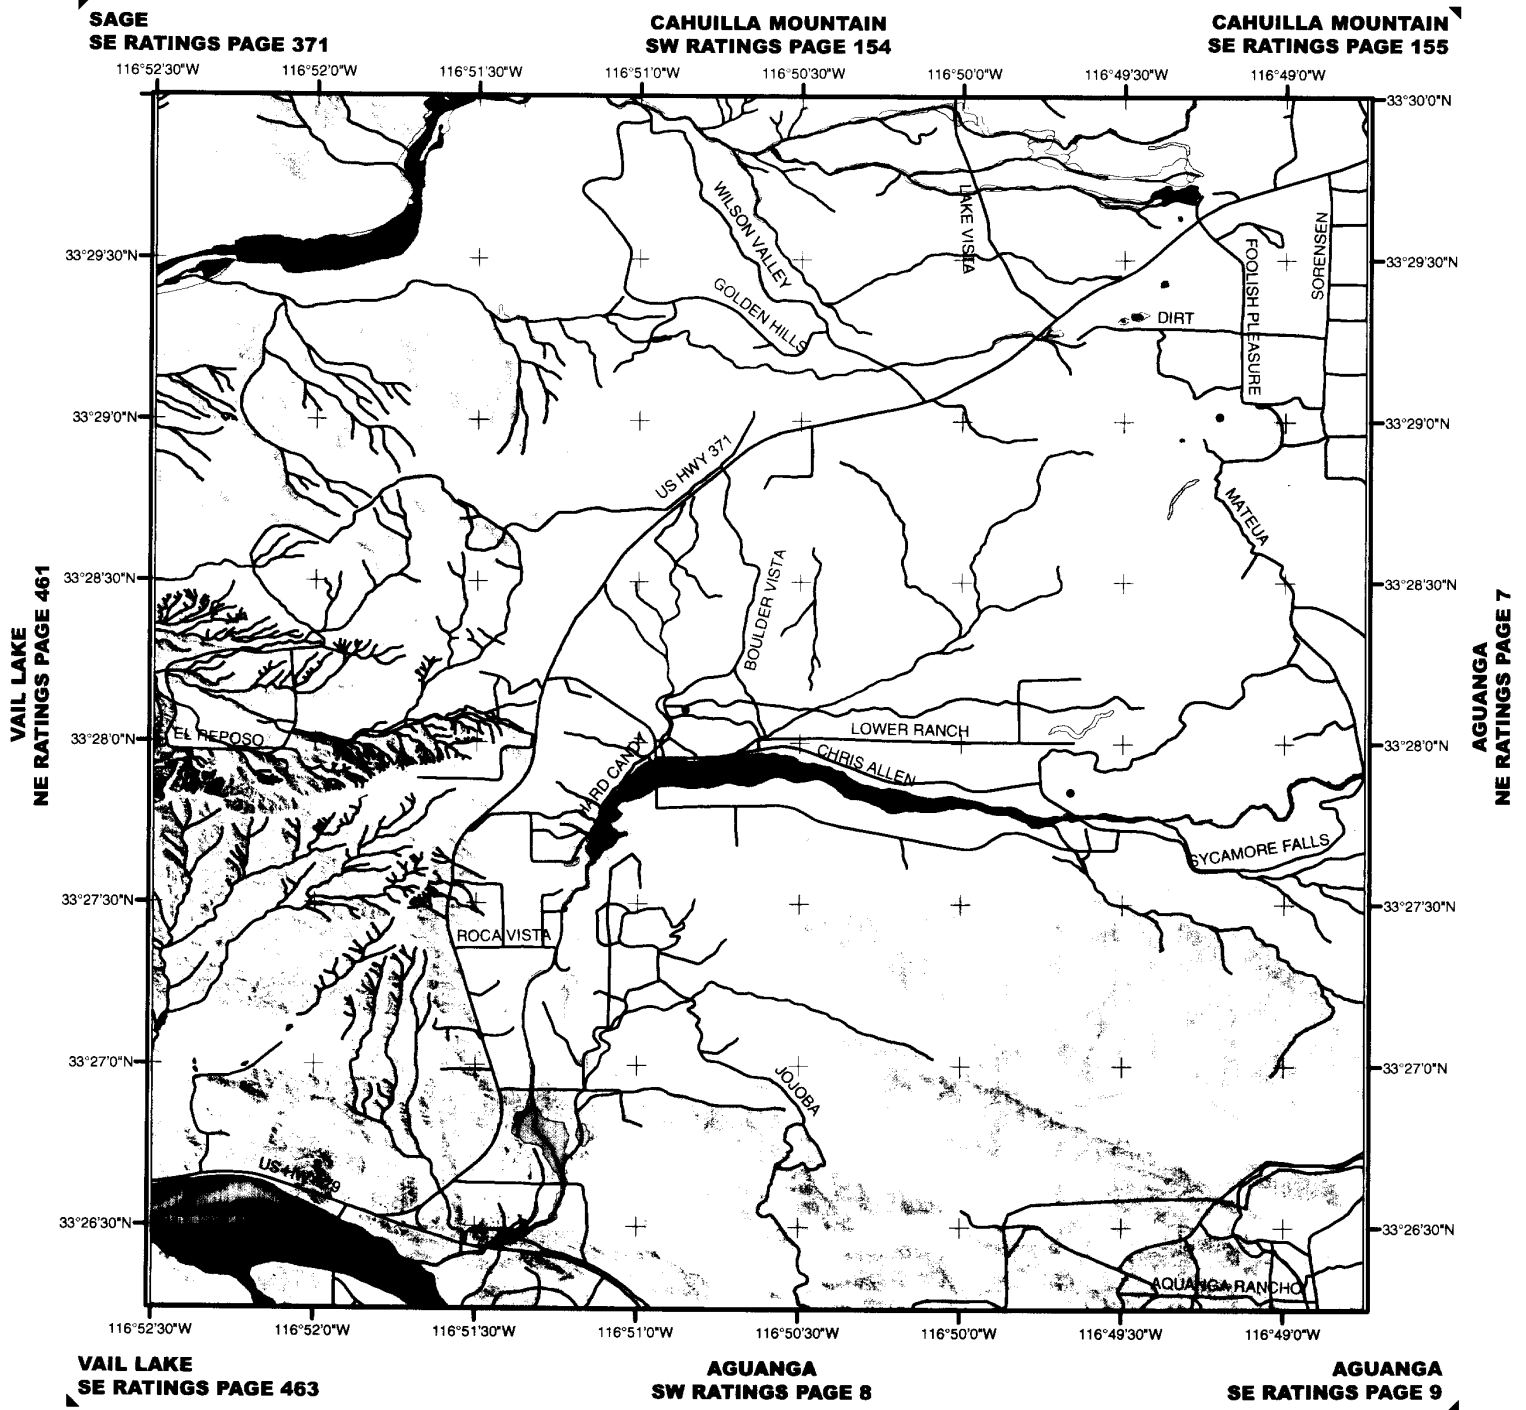 SAGE
SE RATINGS PAGE 371
CAHUILLA MOUNTAIN
SW RATINGS PAGE 154
CAHUILLA MOUNTAIN
SE RATINGS PAGE 155
116°52'30"W
116°52'0"W
116°51'30"W
116°51'0"W
116°50'30"W
116°50'0"W
116°49'30"W
116°49'0"W
33°30'0"N
WILSON VALLEY
LAKE VISTA
SORENSEN
FOOLISH PLEASURE
33°29'30"N
33°29'30"N
GOLDEN HILLS
DIRT
33°29'0"N
33°29'0"N
US HWY 371
MATEUA
VAIL LAKE
NE RATINGS PAGE 461
33°28'30"N
33°28'30"N
BOULDER VISTA
AGUANGA
NE RATINGS PAGE 7
EL REPOSO
33°28'0"N
33°28'0"N
LOWER RANCH
HARD CANDY
CHRIS ALLEN
SYCAMORE FALLS
33°27'30"N
33°27'30"N
ROCA VISTA
33°27'0"N
33°27'0"N
JOJOBA
US HWY 79
33°26'30"N
33°26'30"N
AQUANGA RANCHO
116°52'30"W
116°52'0"W
116°51'30"W
116°51'0"W
116°50'30"W
116°50'0"W
116°49'30"W
116°49'0"W
VAIL LAKE
SE RATINGS PAGE 463
AGUANGA
SW RATINGS PAGE 8
AGUANGA
SE RATINGS PAGE 9